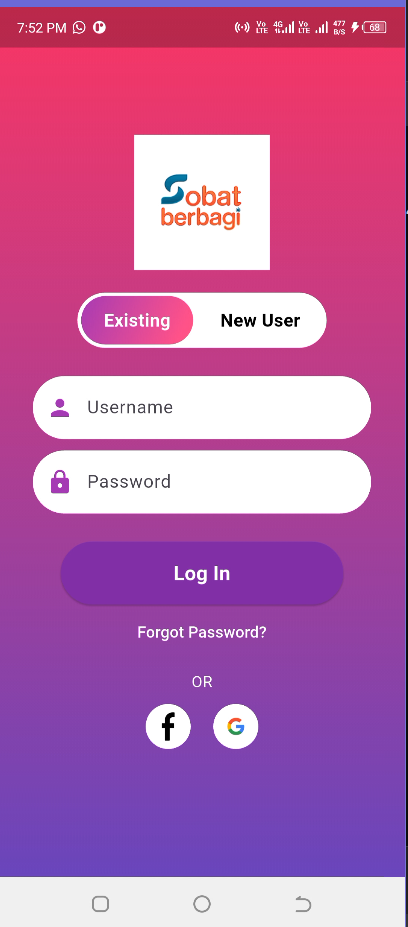 7:52 PM
Vo LTE 4G Vo LTE 477 B/S 68
Sobat
berbagi
Existing New User
Username
Password
Log In
Forgot Password?
OR
f G